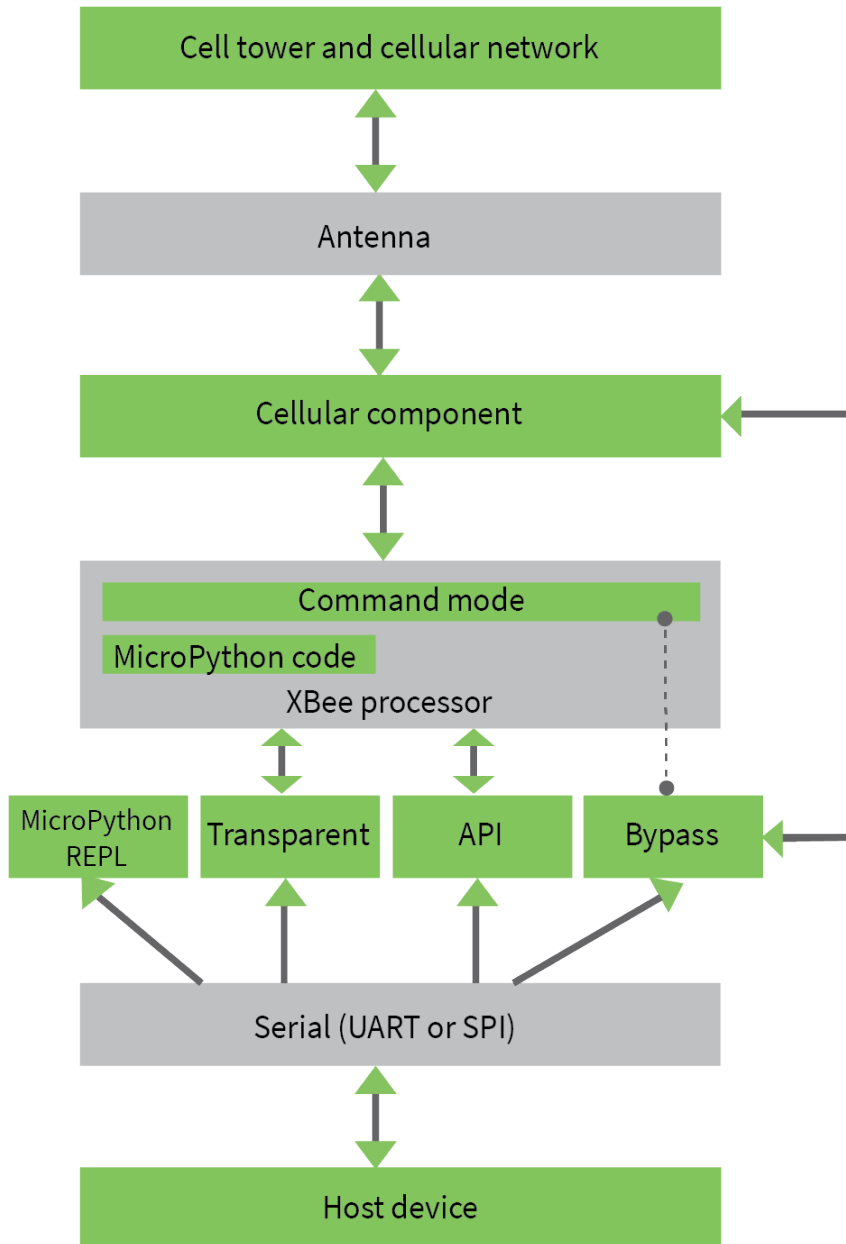 Cell tower and cellular network
Antenna
Cellular component
Command mode
MicroPython code
XBee processor
MicroPython
REPL
Transparent
API
Bypass
Serial (UART or SPI)
Host device